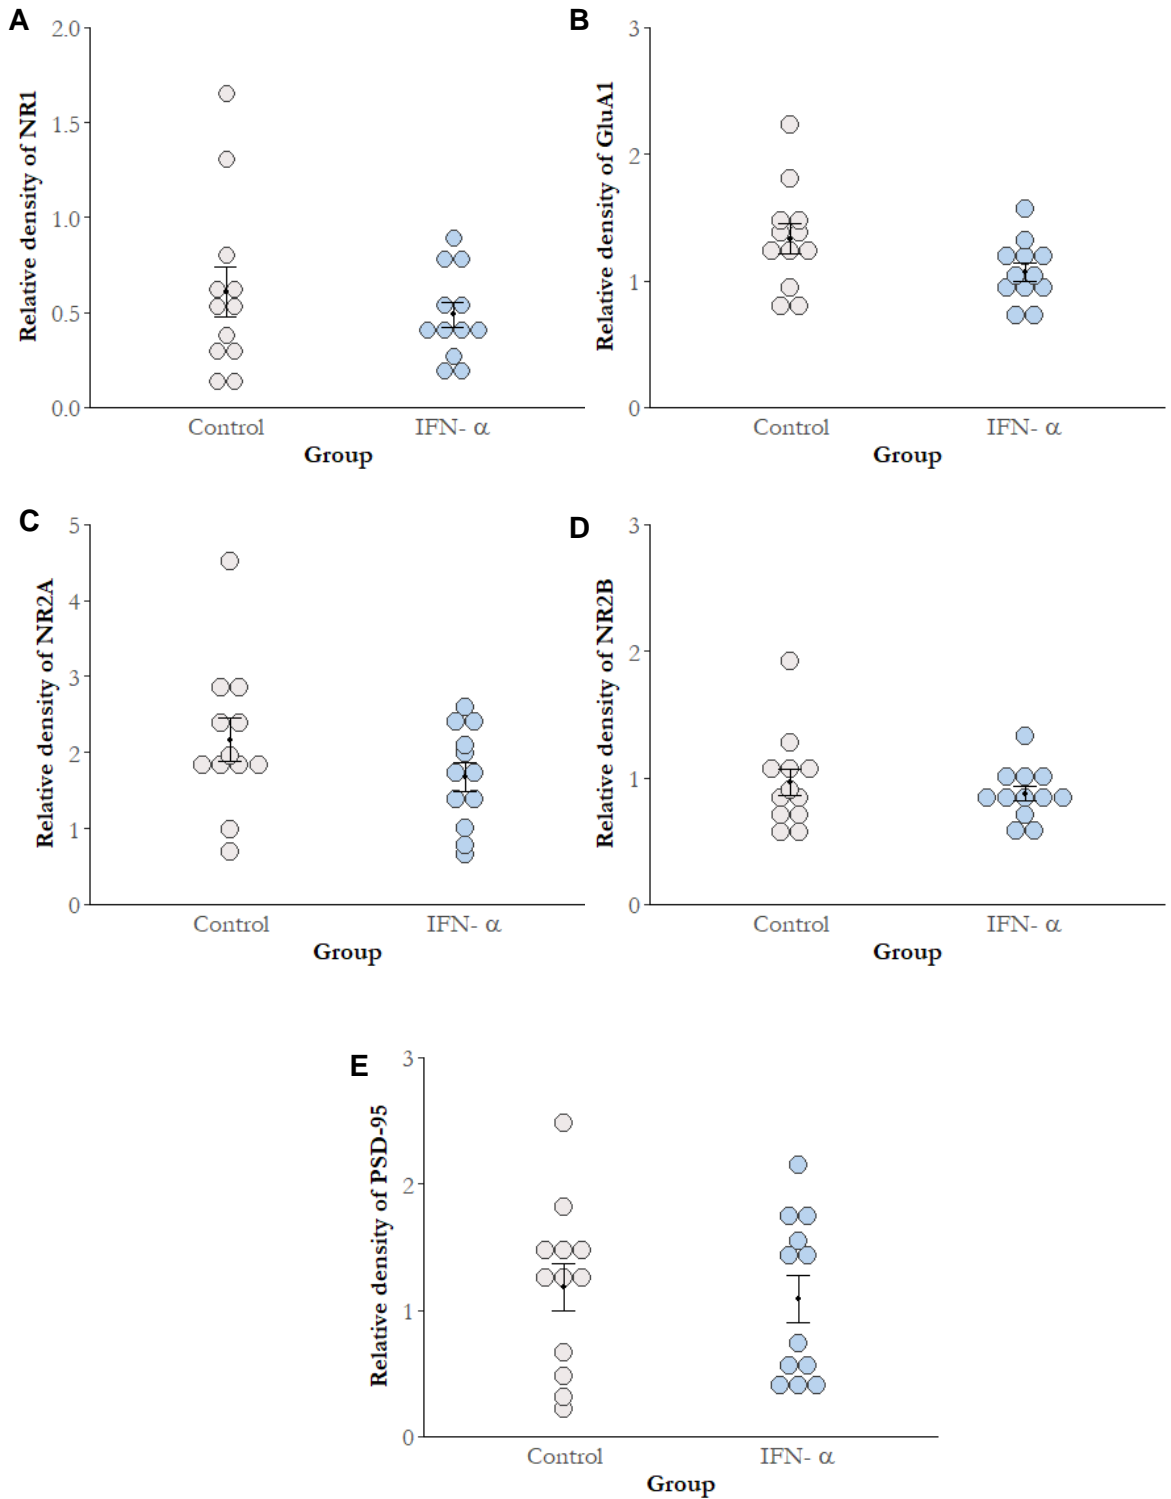 A
Relative density of NR1
2.0
1.5
1.0
0.5
0.0
Control IFN- α
Group
B
Relative density of GluA1
3
2
1
0
Control IFN- α
Group
C
Relative density of NR2A
5
4
3
2
1
0
Control IFN- α
Group
D
Relative density of NR2B
3
2
1
0
Control IFN- α
Group
E
Relative density of PSD-95
3
2
1
0
Control IFN- α
Group